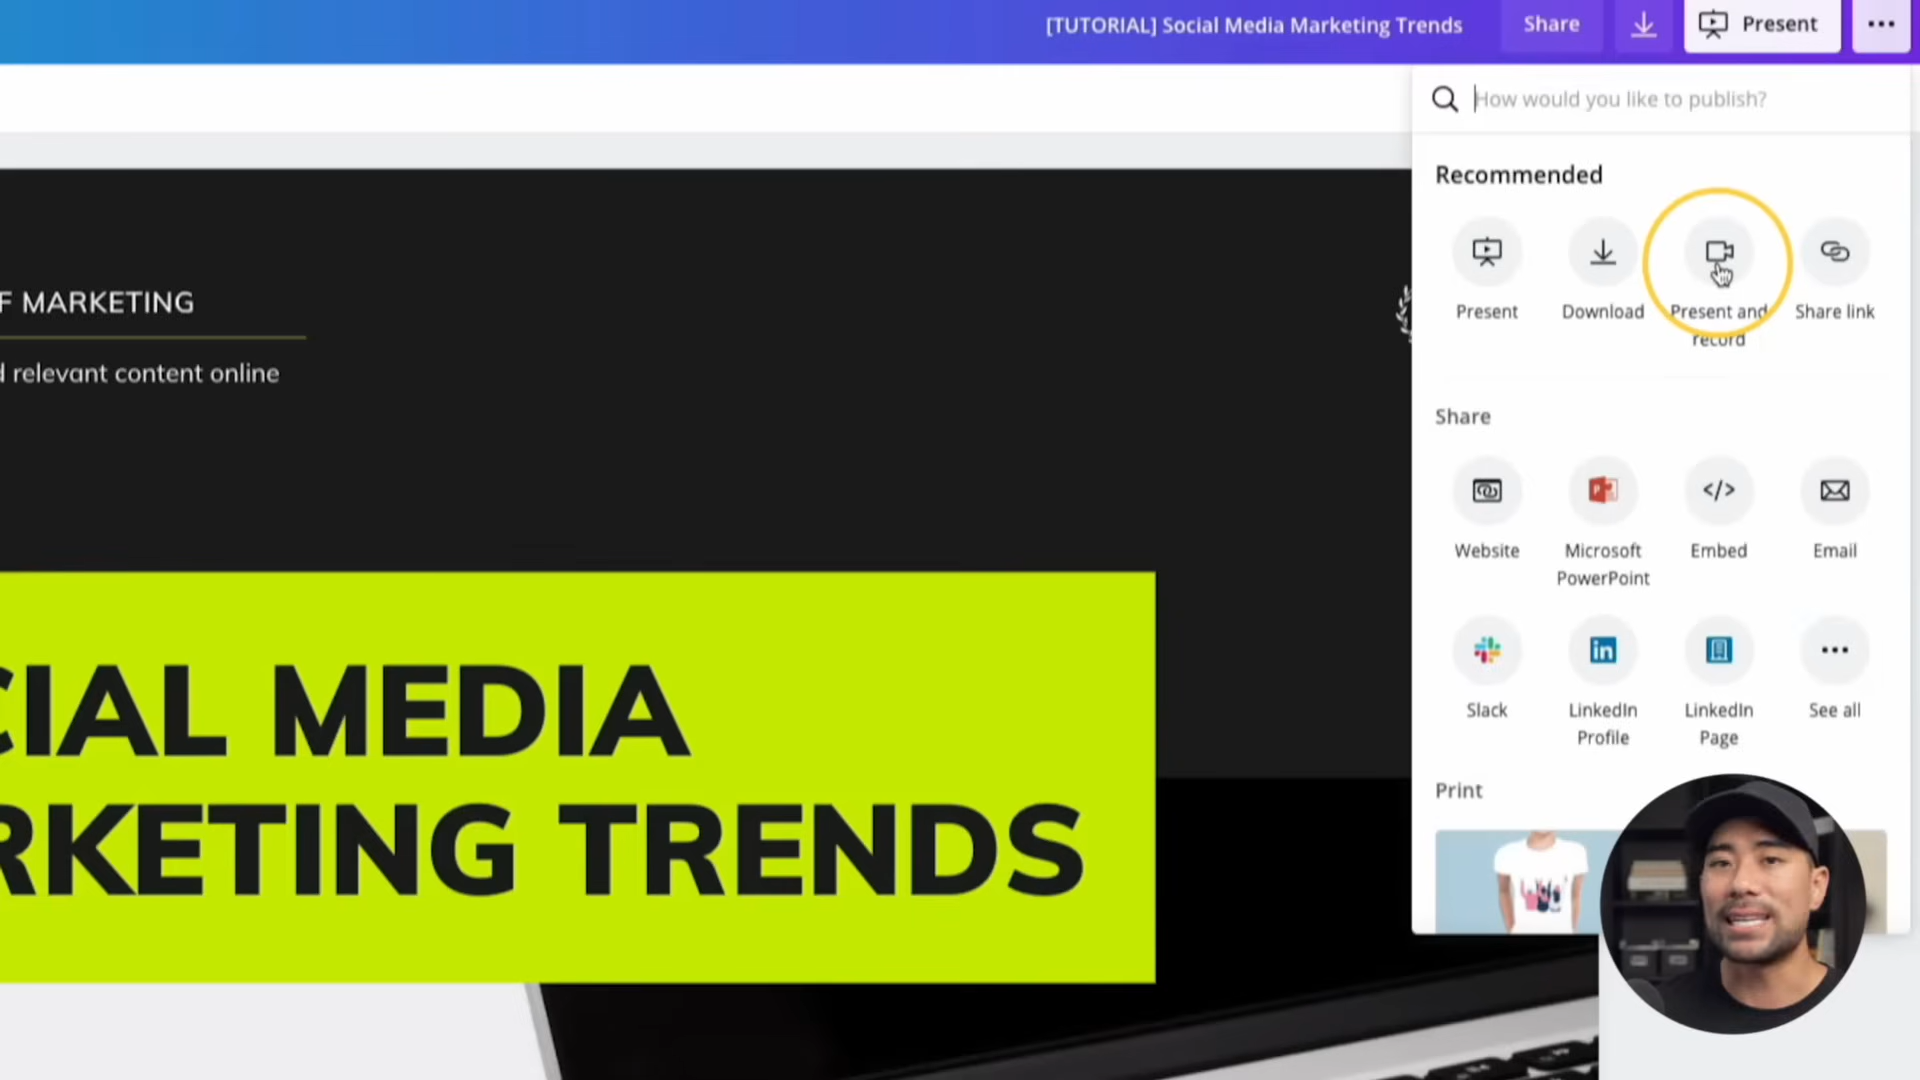 [TUTORIAL] Social Media Marketing Trends
Share
Present
How would you like to publish?
Recommended
Present
Download
Present and
record
Share link
F MARKETING
d relevant content online
Share
Website
Microsoft
PowerPoint
Embed
Email
Slack
LinkedIn
Profile
LinkedIn
Page
See all
CIAL MEDIA
RKETING TRENDS
Print